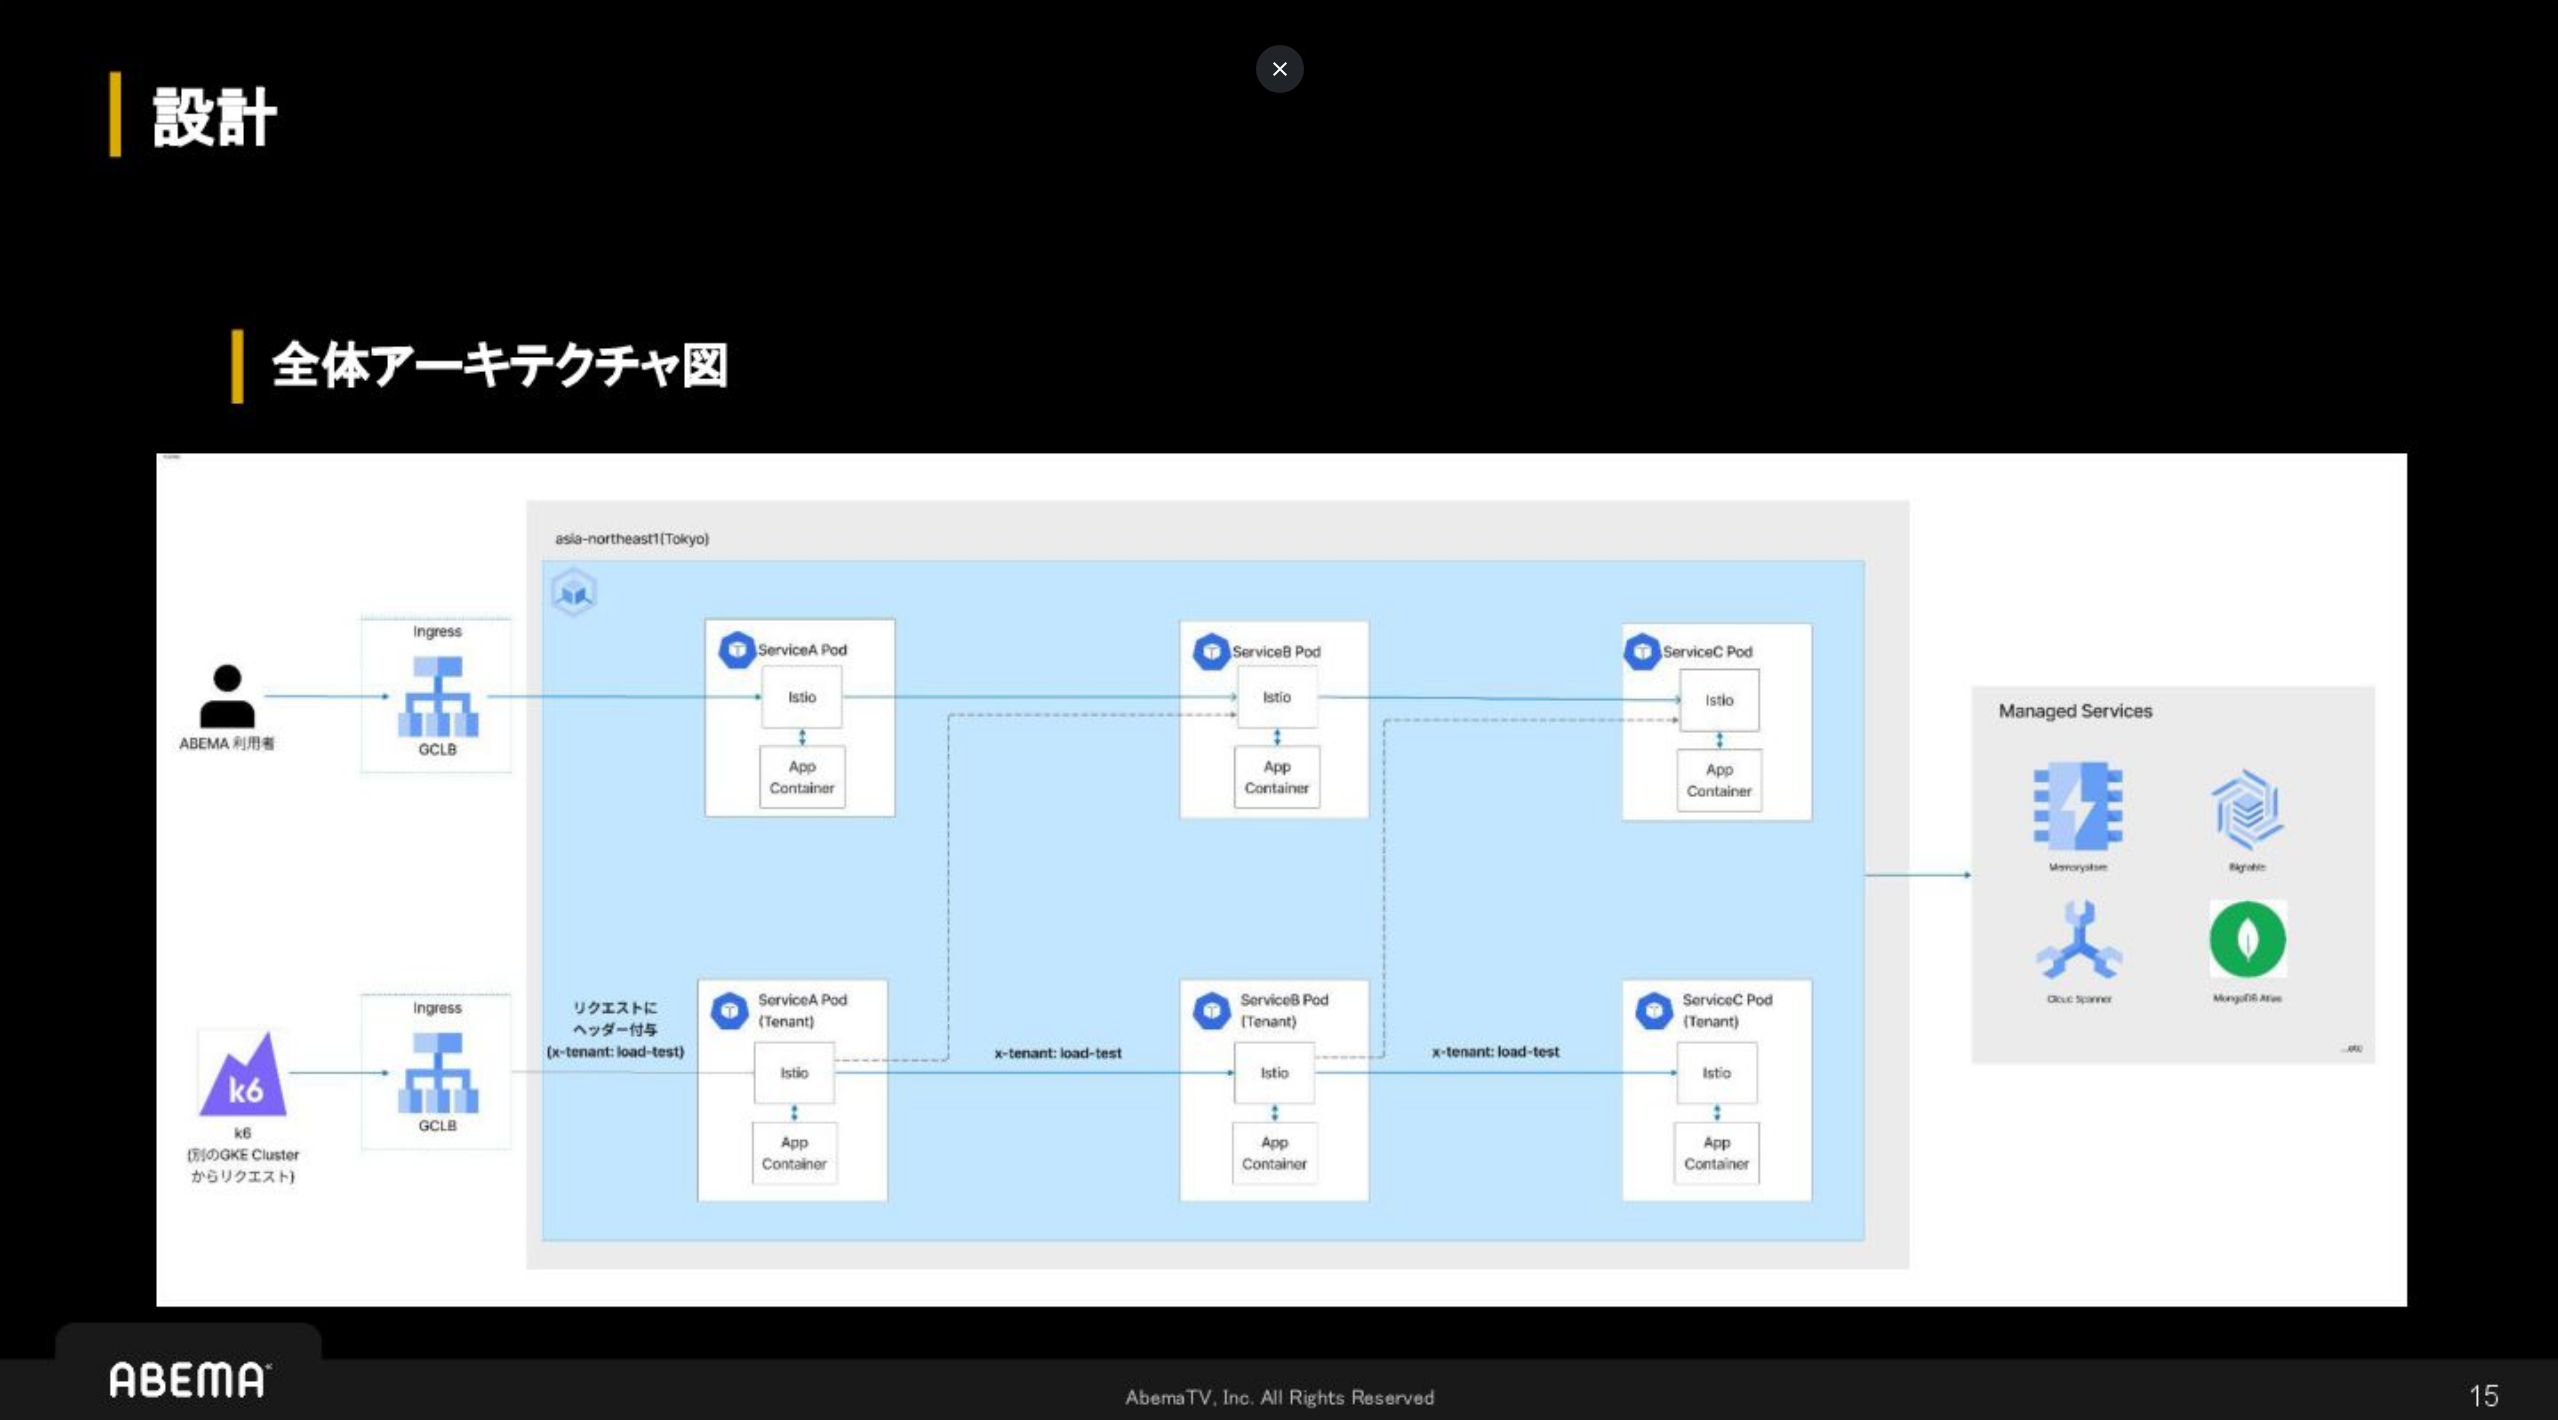 設計
全体アーキテクチャ図
asia-northeast1(Tokyo)
Ingress
GCLB
ABEMA 利用者
ServiceA Pod
Istio
App
Container
ServiceB Pod
Istio
App
Container
ServiceC Pod
Istio
App
Container
Managed Services
Memorystore
Bigtable
Cloud Spanner
MongoDB Atlas
...etc
Ingress
GCLB
k6
k6
(別のGKE Cluster
からリクエスト)
リクエストに
ヘッダー付与
(x-tenant: load-test)
ServiceA Pod
(Tenant)
Istio
App
Container
x-tenant: load-test
ServiceB Pod
(Tenant)
Istio
App
Container
x-tenant: load-test
ServiceC Pod
(Tenant)
Istio
App
Container
ABEMA
AbemaTV, Inc. All Rights Reserved
15